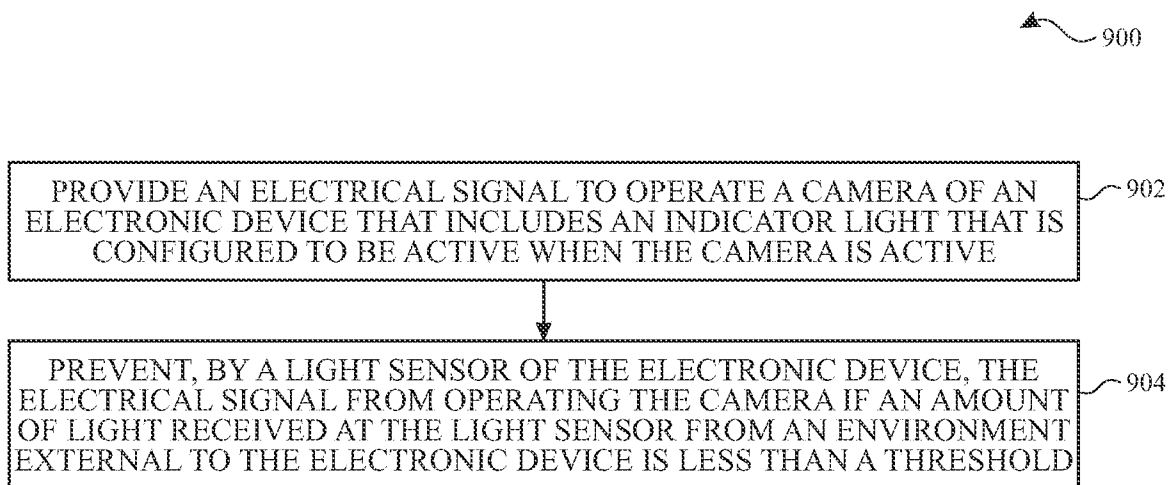 900
PROVIDE AN ELECTRICAL SIGNAL TO OPERATE A CAMERA OF AN
ELECTRONIC DEVICE THAT INCLUDES AN INDICATOR LIGHT THAT IS
CONFIGURED TO BE ACTIVE WHEN THE CAMERA IS ACTIVE
902
PREVENT, BY A LIGHT SENSOR OF THE ELECTRONIC DEVICE, THE
ELECTRICAL SIGNAL FROM OPERATING THE CAMERA IF AN AMOUNT
OF LIGHT RECEIVED AT THE LIGHT SENSOR FROM AN ENVIRONMENT
EXTERNAL TO THE ELECTRONIC DEVICE IS LESS THAN A THRESHOLD
904